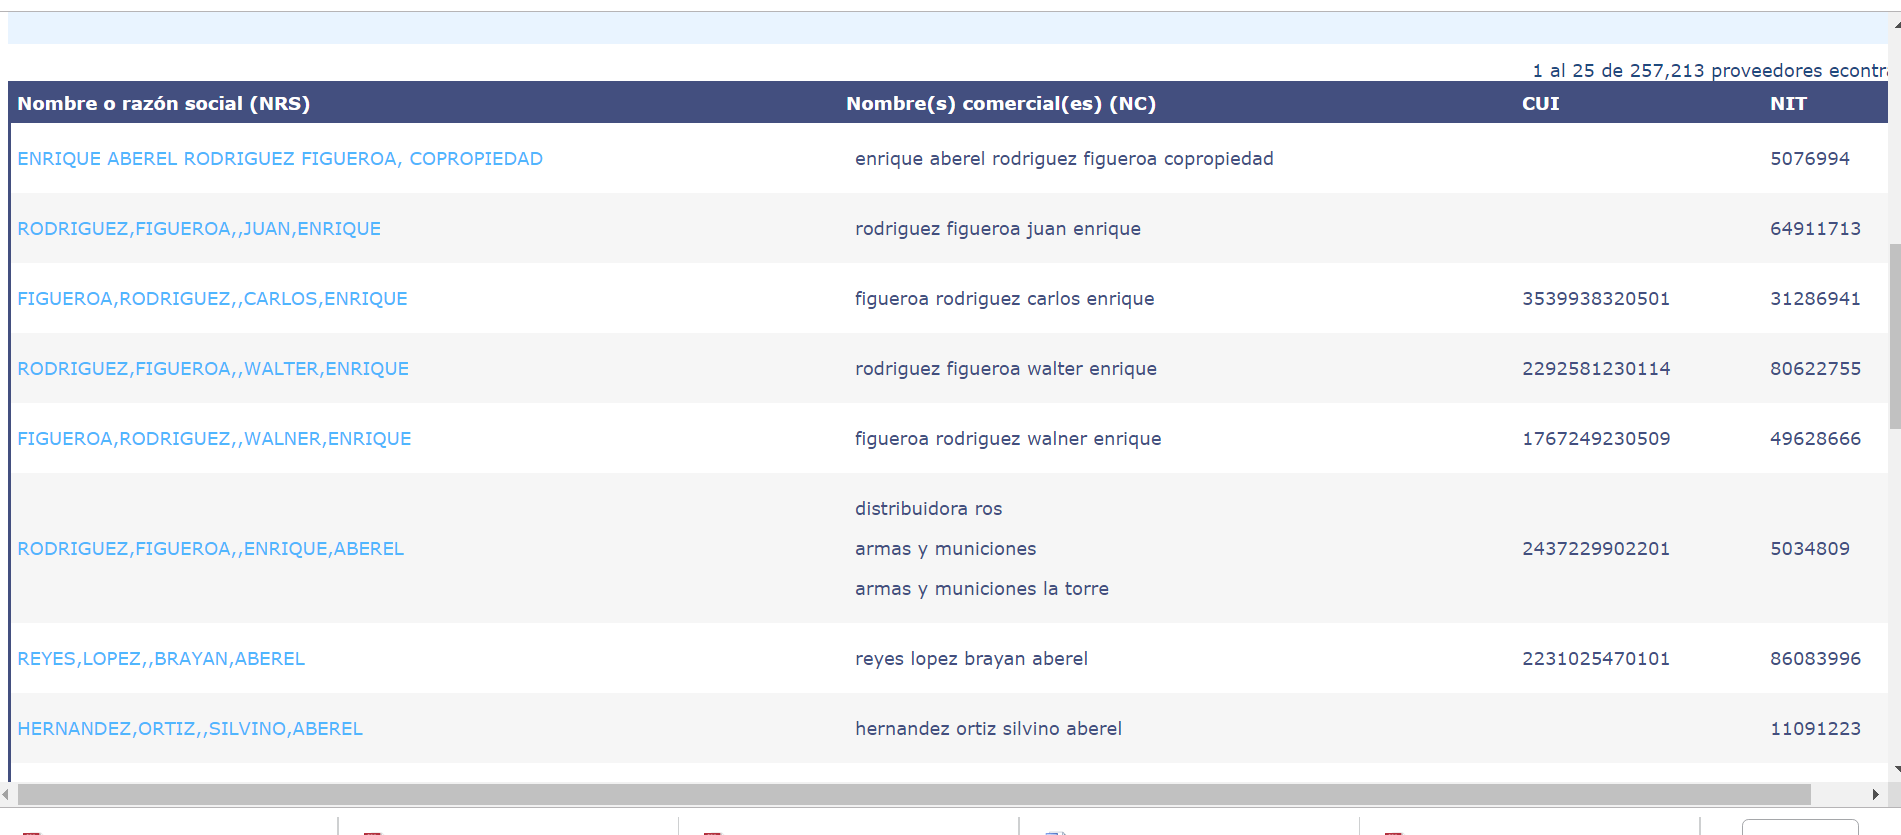 1 al 25 de 257,213 proveedores
Nombre o razón social (NRS) Nombre(s) comercial(es) (NC) CUI NIT
ENRIQUE ABEREL RODRIGUEZ FIGUEROA, COPROPIEDAD enrique aberel rodriguez figueroa copropiedad 5076994
RODRIGUEZ,FIGUEROA,,JUAN,ENRIQUE rodriguez figueroa juan enrique 64911713
FIGUEROA,RODRIGUEZ,,CARLOS,ENRIQUE figueroa rodriguez carlos enrique 3539938320501 31286941
RODRIGUEZ,FIGUEROA,,WALTER,ENRIQUE rodriguez figueroa walter enrique 2292581230114 80622755
FIGUEROA,RODRIGUEZ,,WALNER,ENRIQUE figueroa rodriguez walner enrique 1767249230509 49628666
distribuidora ros
RODRIGUEZ,FIGUEROA,,ENRIQUE,ABEREL armas y municiones 2437229902201 5034809
armas y municiones la torre
REYES,LOPEZ,,BRAYAN,ABEREL reyes lopez brayan aberel 2231025470101 86083996
HERNANDEZ,ORTIZ,,SILVINO,ABEREL hernandez ortiz silvino aberel 11091223